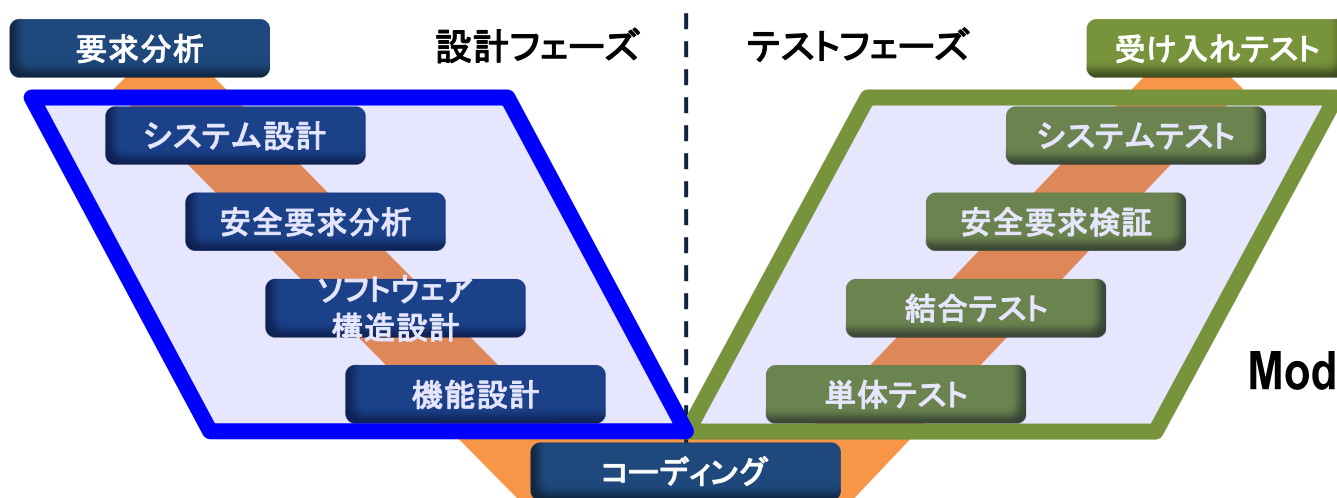 要求分析
設計フェーズ
テストフェーズ
受け入れテスト
システム設計
システムテスト
安全要求分析
安全要求検証
ソフトウェア
構造設計
結合テスト
機能設計
単体テスト
Mod
コーディング